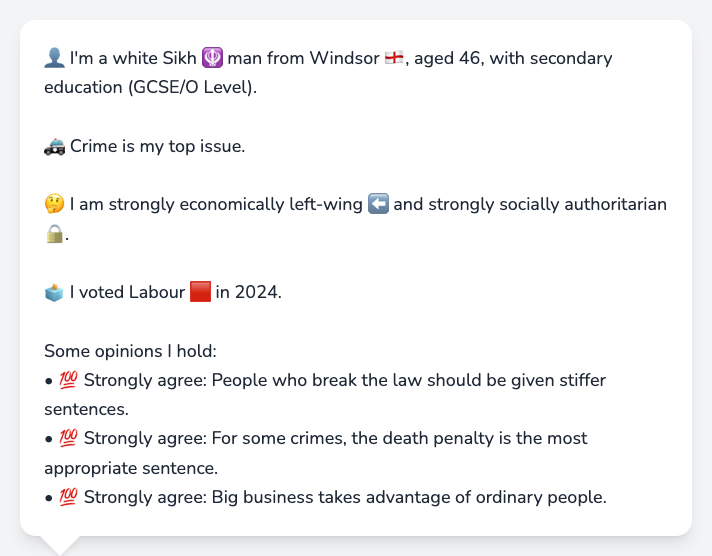 👤 I'm a white Sikh 🪯 man from Windsor 🏴󠁧󠁢󠁥󠁮󠁧󠁿, aged 46, with secondary
education (GCSE/O Level).
🚓 Crime is my top issue.
🤔 I am strongly economically left-wing ⬅️ and strongly socially authoritarian
🔒.
🗳️ I voted Labour 🟥 in 2024.
Some opinions I hold:
• 💯 Strongly agree: People who break the law should be given stiffer
sentences.
• 💯 Strongly agree: For some crimes, the death penalty is the most
appropriate sentence.
• 💯 Strongly agree: Big business takes advantage of ordinary people.